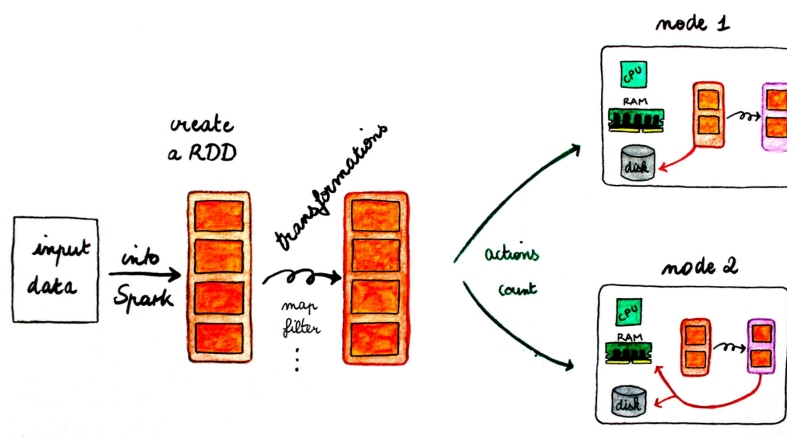 input
data
into
Spark
create
a RDD
transformations
map
filter
⋮
actions
count
node 1
CPU
RAM
disk
node 2
CPU
RAM
disk